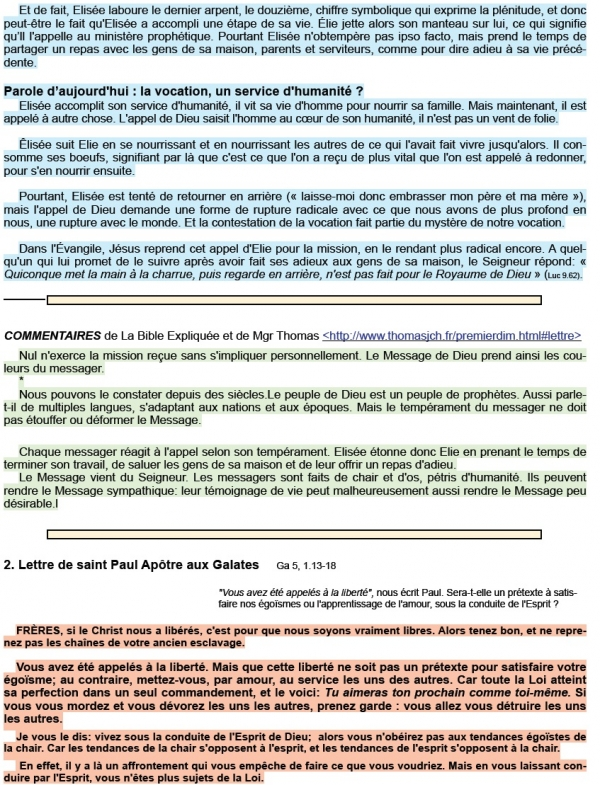 Et de fait, Elisée laboure le dernier arpent, le douzième, chiffre symbolique qui exprime la plénitude, et donc
peut-être le fait qu'Elisée a accompli une étape de sa vie. Élie jette alors son manteau sur lui, ce qui signifie
qu'Il l'appelle au ministère prophétique. Pourtant Elisée n'obtempère pas ipso facto, mais prend le temps de
partager un repas avec les gens de sa maison, parents et serviteurs, comme pour dire adieu à sa vie précé-
dente.
Parole d'aujourd'hui : la vocation, un service d'humanité ?
Elisée accomplit son service d'humanité, il vit sa vie d'homme pour nourrir sa famille. Mais maintenant, il est
appelé à autre chose. L'appel de Dieu saisit l'homme au cœur de son humanité, il n'est pas un vent de folie.
Êlisée suit Elie en se nourrissant et en nourrissant les autres de ce qui l'avait fait vivre jusqu'alors. Il con-
somme ses boeufs, signifiant par là que c'est ce que l'on a reçu de plus vital que l'on est appelé à redonner,
pour s'en nourrir ensuite.
Pourtant, Elisée est tenté de retourner en arrière (« laisse-moi donc embrasser mon père et ma mère »),
mais l'appel de Dieu demande une forme de rupture radicale avec ce que nous avons de plus profond en
nous, une rupture avec le monde. Et la contestation de la vocation fait partie du mystère de notre vocation.
Dans l'Évangile, Jésus reprend cet appel d'Elie pour la mission, en le rendant plus radical encore. A quel-
qu'un qui lui promet de le suivre après avoir fait ses adieux aux gens de sa maison, le Seigneur répond: «
Quiconque met la main à la charrue, puis regarde en arrière, n'est pas fait pour le Royaume de Dieu » (Luc 9.62).
COMMENTAIRES de La Bible Expliquée et de Mgr Thomas <http://www.thomasjch.fr/premierdim.html#lettre>
Nul n'exerce la mission reçue sans s'impliquer personnellement. Le Message de Dieu prend ainsi les cou-
leurs du messager.
*
Nous pouvons le constater depuis des siècles.Le peuple de Dieu est un peuple de prophètes. Aussi parle-
t-il de multiples langues, s'adaptant aux nations et aux époques. Mais le tempérament du messager ne doit
pas étouffer ou déformer le Message.
Chaque messager réagit à l'appel selon son tempérament. Elisée étonne donc Elie en prenant le temps de
terminer son travail, de saluer les gens de sa maison et de leur offrir un repas d'adieu.
Le Message vient du Seigneur. Les messagers sont faits de chair et d'os, pétris d'humanité. Ils peuvent
rendre le Message sympathique: leur témoignage de vie peut malheureusement aussi rendre le Message peu
désirable.l
2. Lettre de saint Paul Apôtre aux Galates Ga 5, 1.13-18
"Vous avez été appelés à la liberté", nous écrit Paul. Sera-t-elle un prétexte à satis-
faire nos égoïsmes ou l'apprentissage de l'amour, sous la conduite de l'Esprit ?
FRÈRES, si le Christ nous a libérés, c'est pour que nous soyons vraiment libres. Alors tenez bon, et ne repre-
nez pas les chaînes de votre ancien esclavage.
Vous avez été appelés à la liberté. Mais que cette liberté ne soit pas un prétexte pour satisfaire votre
égoïsme; au contraire, mettez-vous, par amour, au service les uns des autres. Car toute la Loi atteint
sa perfection dans un seul commandement, et le voici: Tu aimeras ton prochain comme toi-même. Si
vous vous mordez et vous dévorez les uns les autres, prenez garde : vous allez vous détruire les uns
les autres.
Je vous le dis: vivez sous la conduite de l'Esprit de Dieu; alors vous n'obéirez pas aux tendances égoïstes de
la chair. Car les tendances de la chair s'opposent à l'esprit, et les tendances de l'esprit s'opposent à la chair.
En effet, il y a là un affrontement qui vous empêche de faire ce que vous voudriez. Mais en vous laissant con-
duire par l'Esprit, vous n'êtes plus sujets de la Loi.